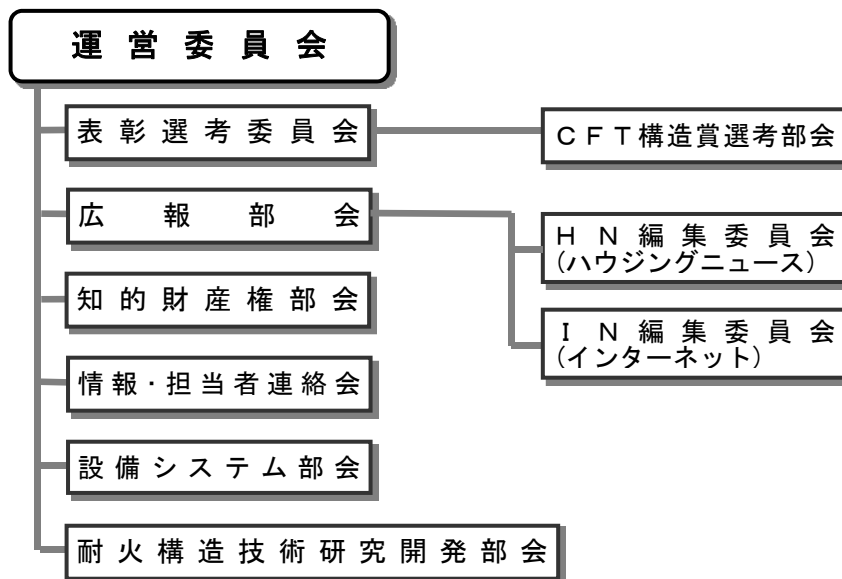 運営委員会
表彰選考委員会
CFT構造賞選考部会
広報部会
HN編集委員会
(ハウジングニュース)
IN編集委員会
(インターネット)
知的財産権部会
情報・担当者連絡会
設備システム部会
耐火構造技術研究開発部会